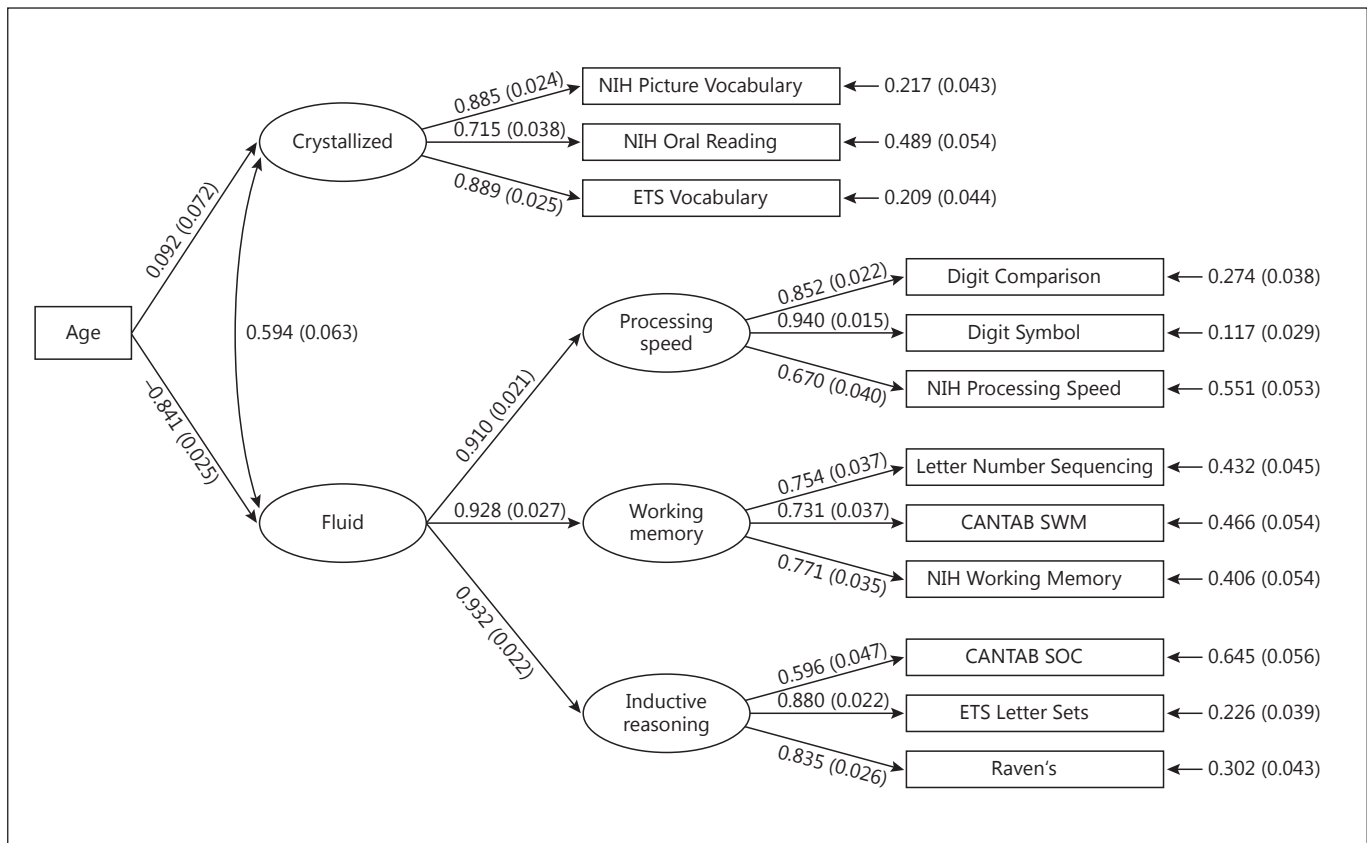 0.885 (0.024)
NIH Picture Vocabulary
0.217 (0.043)
Crystallized
0.715 (0.038)
NIH Oral Reading
0.489 (0.054)
0.889 (0.025)
ETS Vocabulary
0.209 (0.044)
0.092 (0.072)
Age
0.594 (0.063)
–0.841 (0.025)
Fluid
0.910 (0.021)
0.928 (0.027)
0.932 (0.022)
Processing
speed
0.852 (0.022)
Digit Comparison
0.274 (0.038)
0.940 (0.015)
Digit Symbol
0.117 (0.029)
0.670 (0.040)
NIH Processing Speed
0.551 (0.053)
Working
memory
0.754 (0.037)
Letter Number Sequencing
0.432 (0.045)
0.731 (0.037)
CANTAB SWM
0.466 (0.054)
0.771 (0.035)
NIH Working Memory
0.406 (0.054)
Inductive
reasoning
0.596 (0.047)
CANTAB SOC
0.645 (0.056)
0.880 (0.022)
ETS Letter Sets
0.226 (0.039)
0.835 (0.026)
Raven‘s
0.302 (0.043)